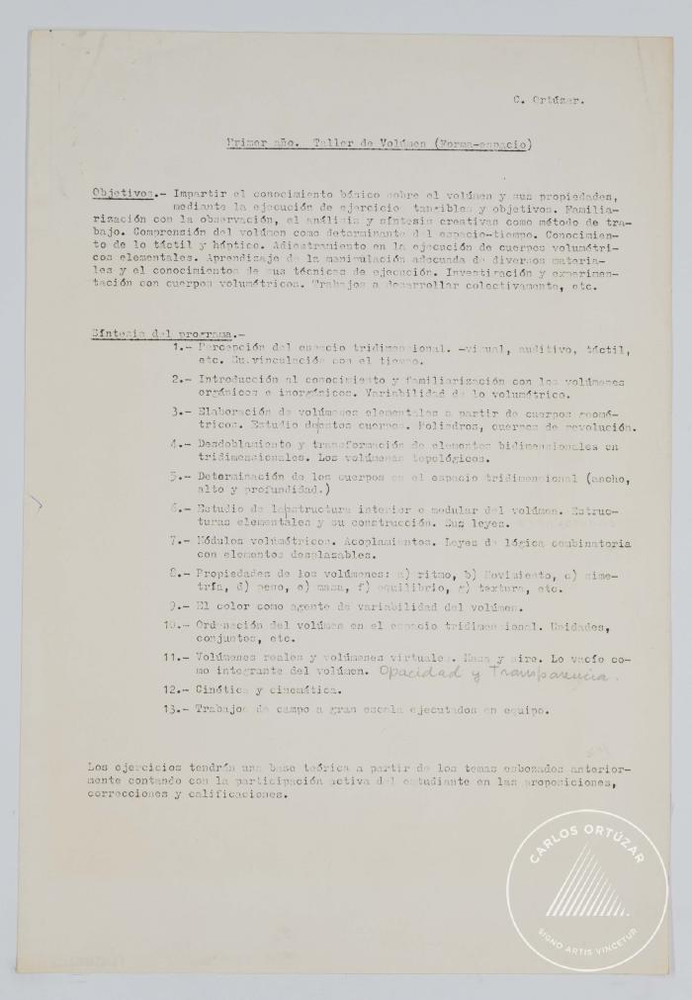 C. Ortúzar.
Primer año. Taller de Volúmen (Forma-espacio)
Objetivos.- Impartir el conocimiento básico sobre el volúmen y sus propiedades,
mediante la ejecución de ejercicio tangibles y objetivos. Familia-
rización con la observación, el análisis y síntesis creativas como método de tra-
bajo. Comprensión del volúmen como determinante d l espacio-tiempo. Conocimien-
to de lo táctil y háptico. Adiestramiento en la ejecución de cuerpos volumétri-
cos elementales. Aprendizaje de la manipulación adecuada de diversos materia-
les y el conocimientos de sus técnicas de ejecución. Investigación y experimen-
tación con cuerpos volumétricos. Trabajos a desarrollar colectivamente, etc.
Síntesis del programa.-
1.- Percepción del espacio tridimensional. -visual, auditivo, táctil,
etc. Su vinculación con el tiempo.
2.- Introducción al conocimiento y familiarización con los volúmenes
orgánicos e inorgánicos. Variabilidad de lo volumétrico.
3.- Elaboración de volúmenes elementales a partir de cuerpos geomé-
tricos. Estudio de estos cuerpos. Poliedros, cuerpos de revolución.
4.- Desdoblamiento y transformación de elementos bidimensionales en
tridimensionales. Los volúmenes topológicos.
5.- Determinación de los cuerpos en el espacio tridimensional (ancho,
alto y profundidad.)
6.- Estudio de la structura interior o modular del volúmen. Estruc-
turas elementales y su construcción. Sus leyes.
7.- Módulos volumétricos. Acoplamientos. Leyes de lógica combinatoria
con elementos desplasables.
8.- Propiedades de los volúmenes: a) ritmo, b) Movimiento, c) sime-
tría, d) peso, e) masa, f) equilibrio, g) textura, etc.
9.- El color como agente de variabilidad del volúmen.
10.- Ordenación del volúmen en el espacio tridimensional. Unidades,
conjuntos, etc.
11.- Volúmenes reales y volúmenes virtuales. Masa y aire. Lo vacío co-
mo integrante del volúmen. Opacidad y Transparencia.
12.- Cinética y cinemática.
13.- Trabajos de campo a gran escala ejecutados en equipo.
Los ejercicios tendrán una base teórica a partir de los temas esbozados anterior-
mente contando con la participación activa del estudiante en las proposiciones,
correcciones y calificaciones.
CARLOS ORTÚZAR
SIGNO ARTIS VINCETUR